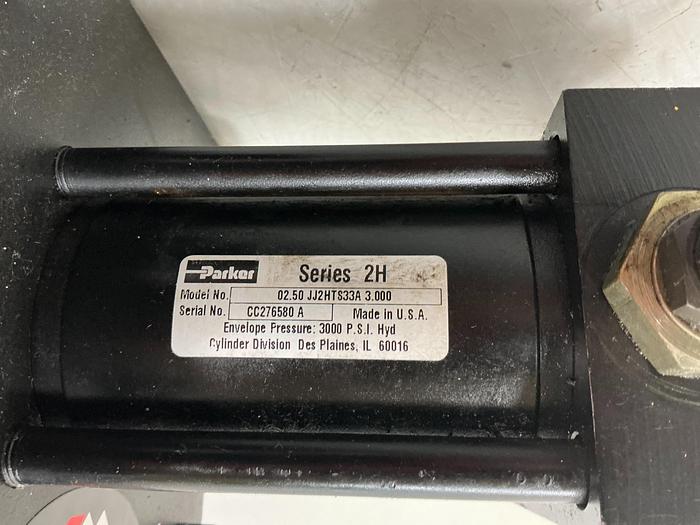 Parker Series 2H
Model No. 02.50 JJ2HTS33A 3.000
Serial No. CC276580 A Made in U.S.A.
Envelope Pressure: 3000 P.S.I. Hyd
Cylinder Division Des Plaines, IL 60016